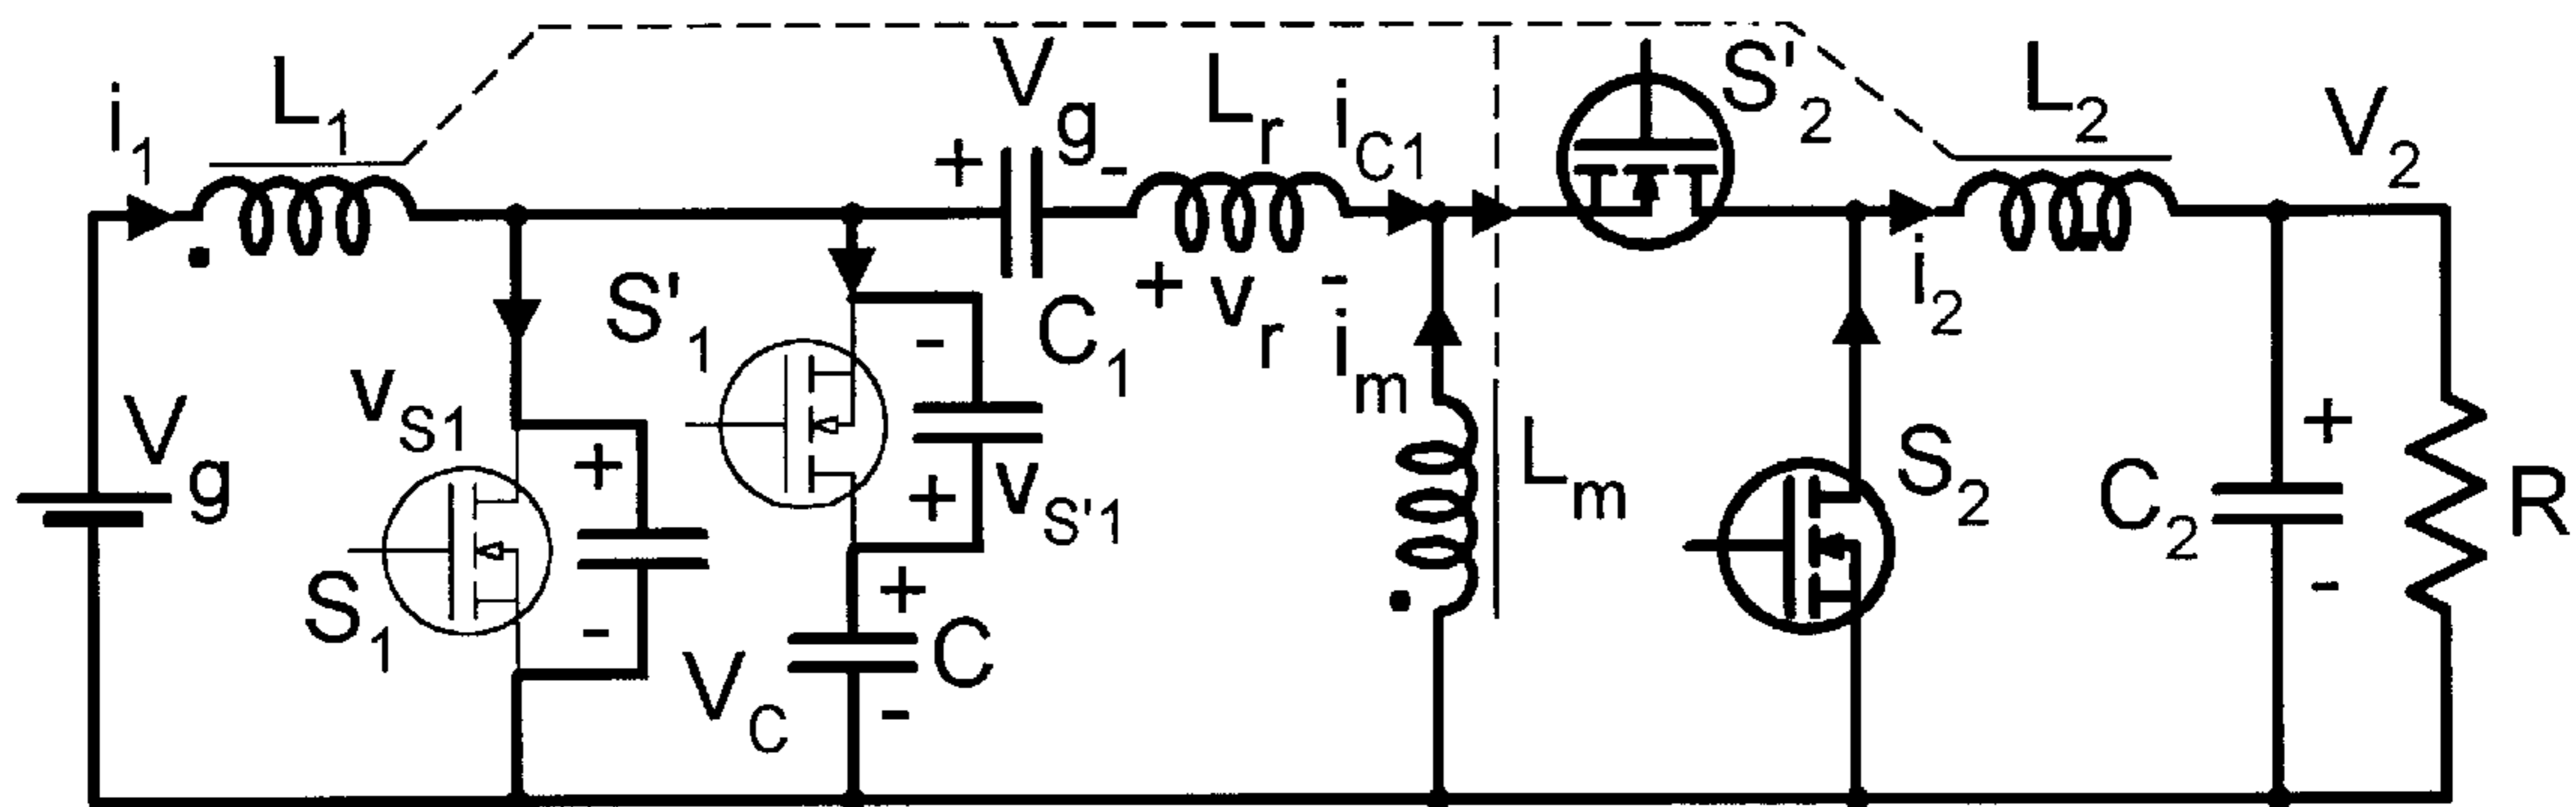 i1
L1
Vg
+
-
Lr
iC1
S'2
L2
V2
S'1
-
C1
+
vr
-
im
i2
vS1
Vg
+
+
vS'1
Lm
S2
C2
+
-
R
S1
-
VC
+
C
-